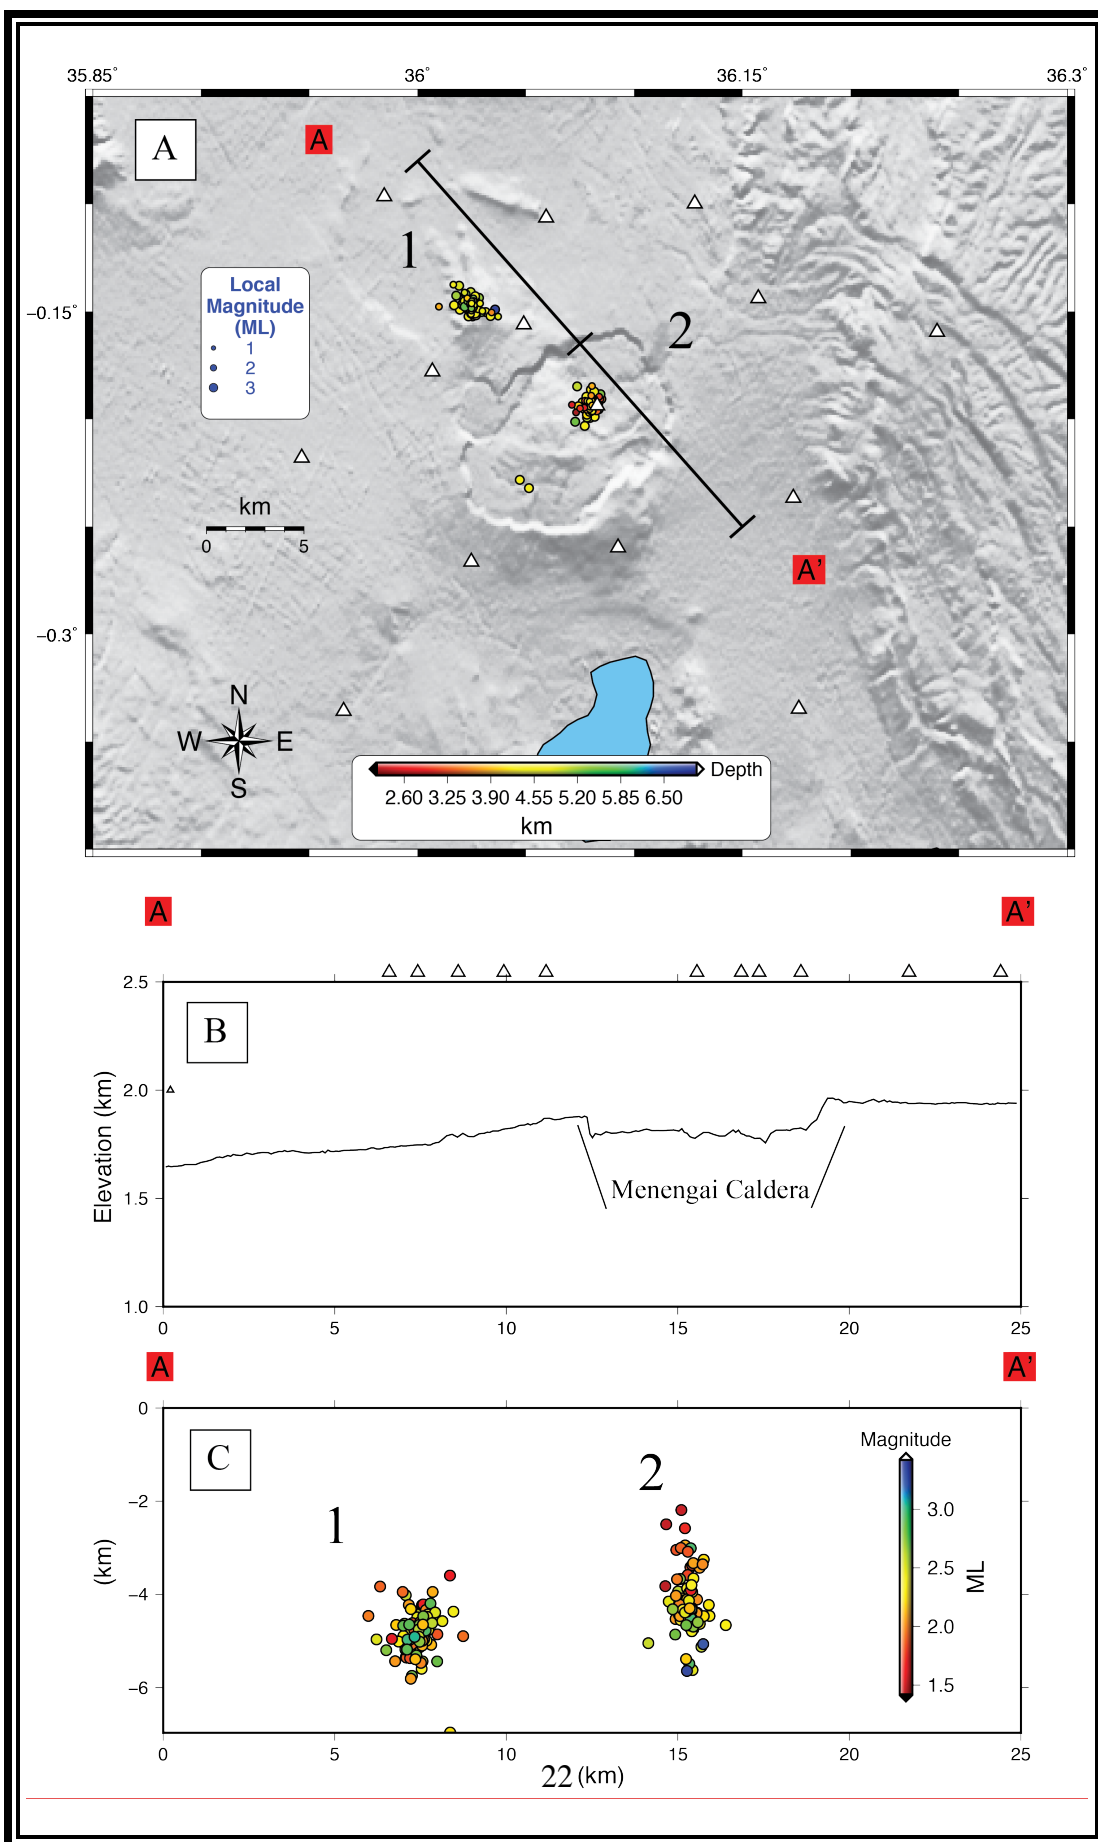 35.85° 36° 36.15° 36.3°
A
A
1
Local
Magnitude
(ML)
1
2
3
−0.15°
2
km
0 5
A'
−0.3°
N
W E
S
Depth
2.60 3.25 3.90 4.55 5.20 5.85 6.50
km
A A'
2.5
B
2.0
Elevation (km)
1.5
Menengai Caldera
1.0
0 5 10 15 20 25
A A'
0
C
Magnitude
2
1
−2
3.0
(km)
2.5
ML
−4
2.0
−6
1.5
0 5 10 15 20 25
22 (km)